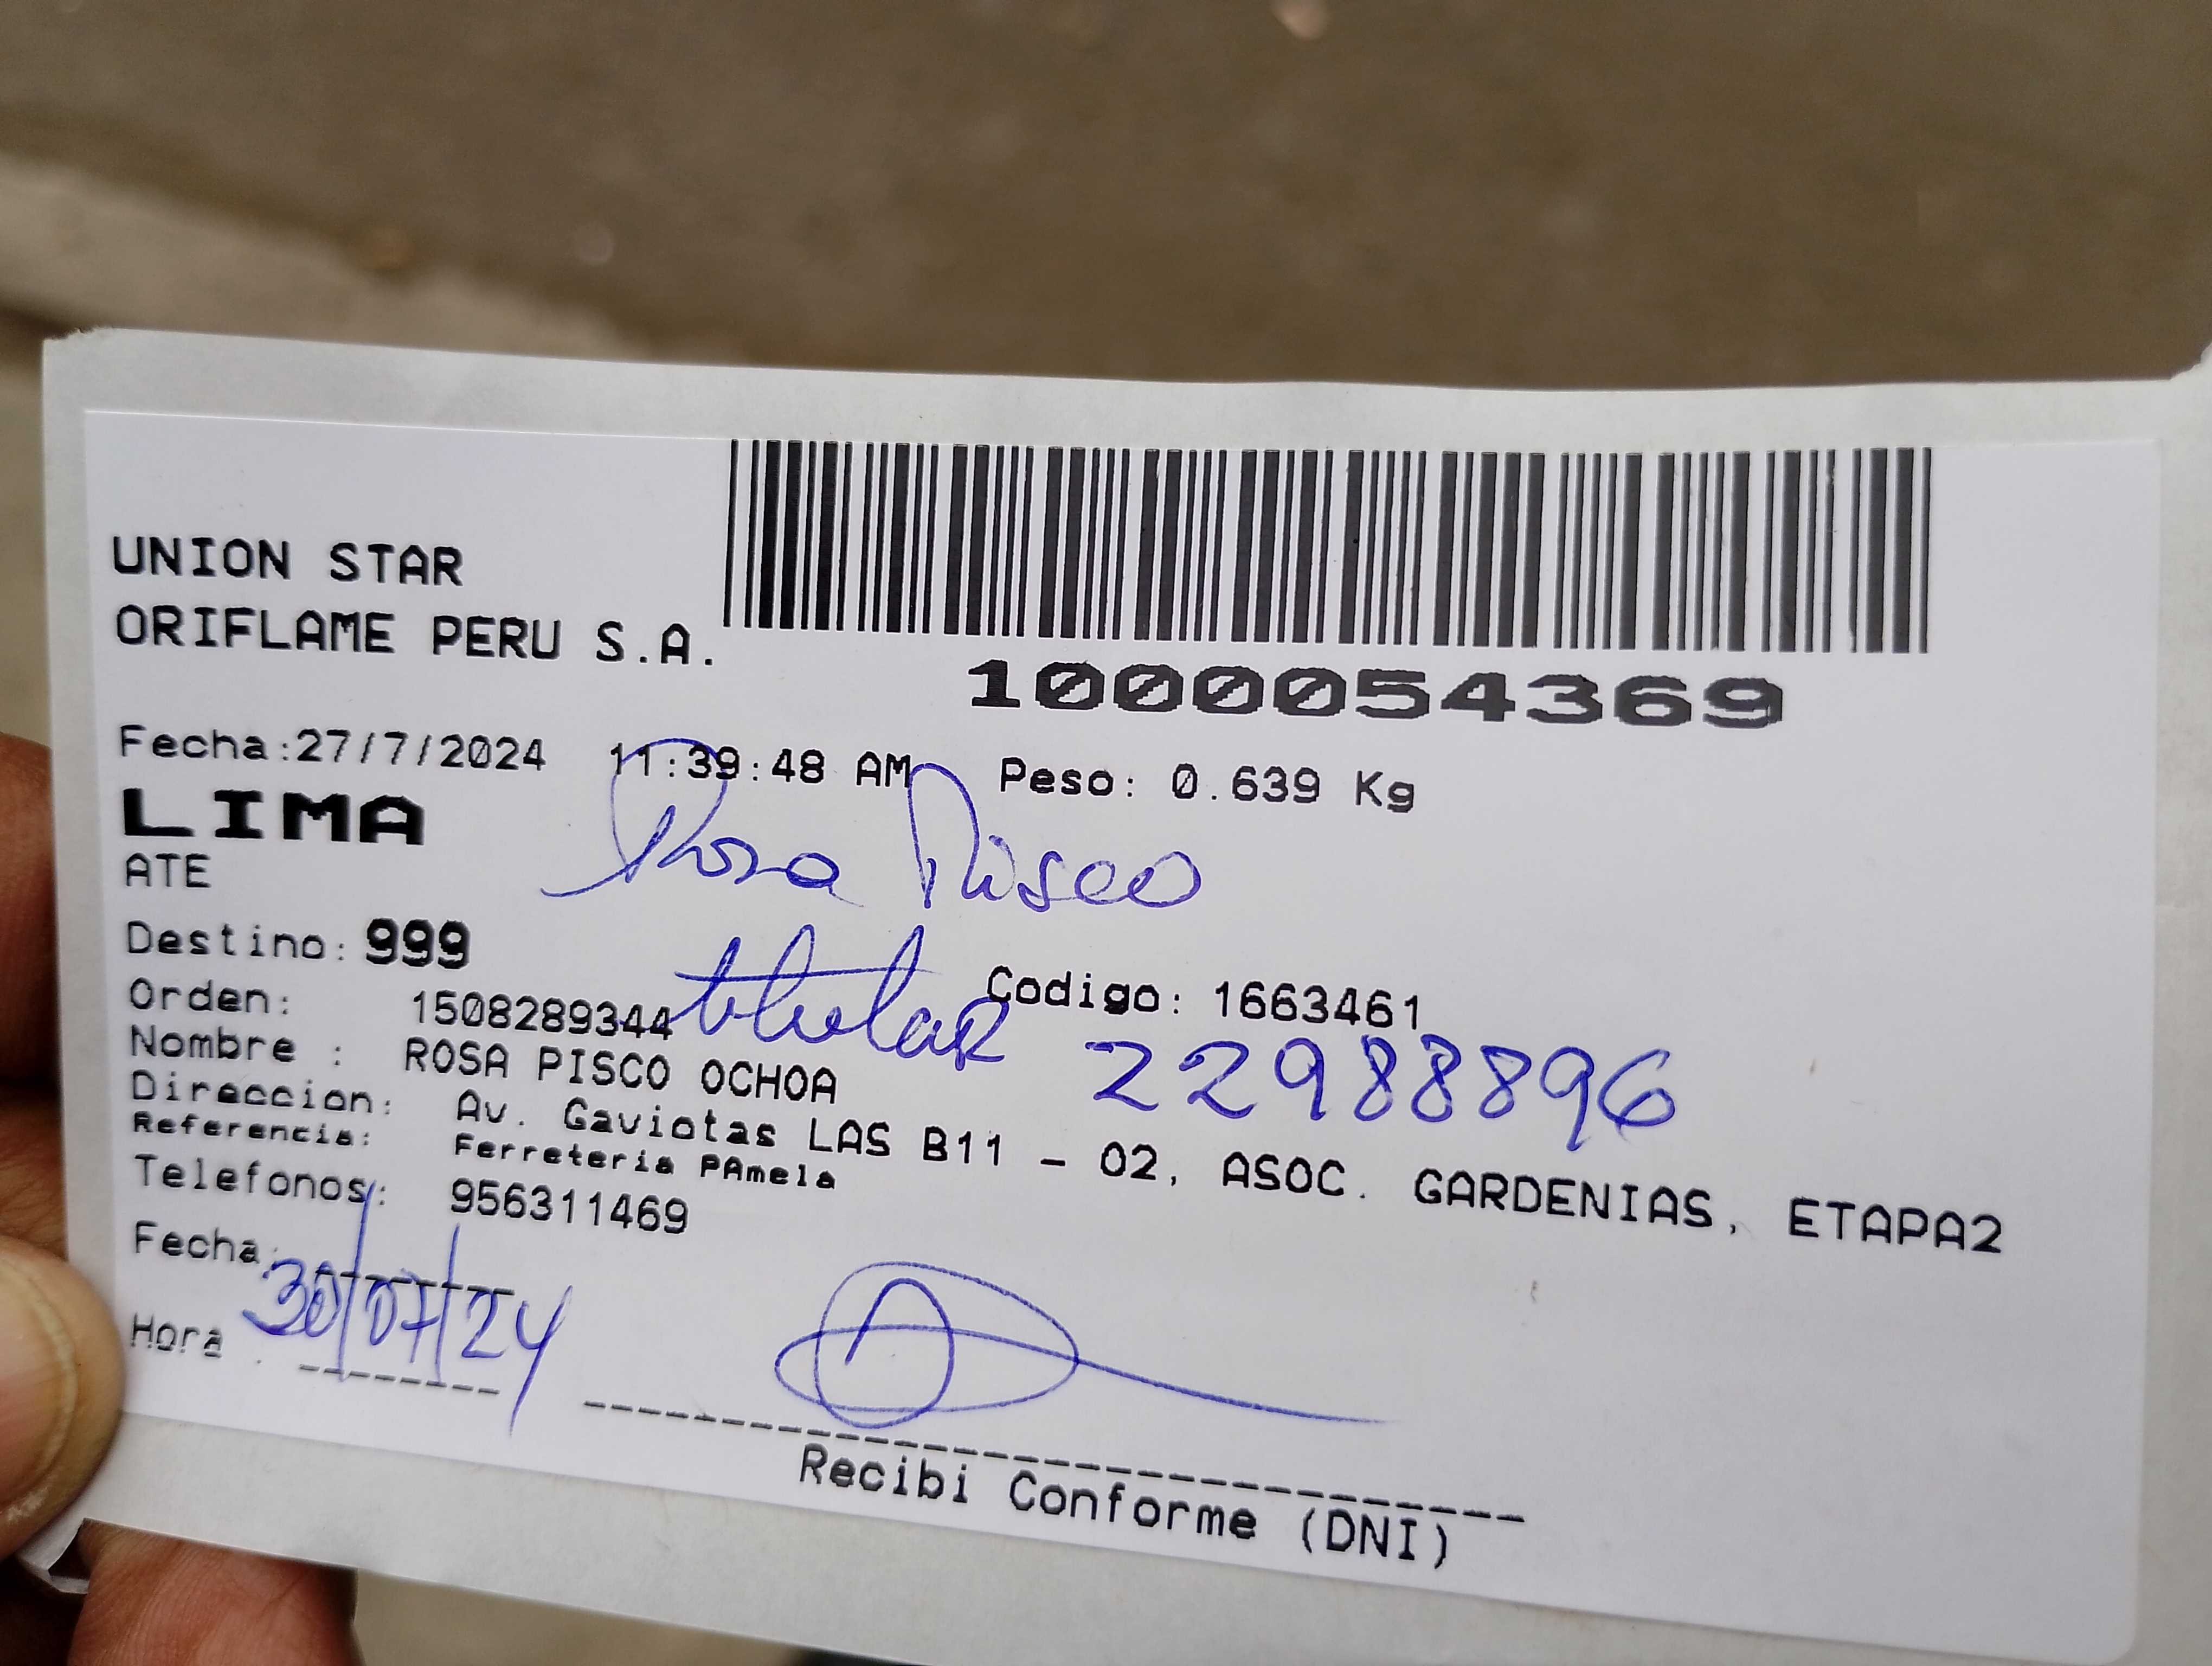 UNION STAR
ORIFLAME PERU S.A.
1000054369
Fecha:27/7/2024 11:39:48 AM Peso: 0.639 Kg
LIMA
Rosa Pisco
ATE
Destino: 999
titular
Orden: 1508289344 Codigo: 1663461
22988896
Nombre : ROSA PISCO OCHOA
Direccion: Av. Gaviotas LAS B11 - 02, ASOC. GARDENIAS, ETAPA2
Referencia: Ferreteria PAmela
Telefonos: 956311469
Fecha: 30/07/24
Hora
Recibi Conforme (DNI)